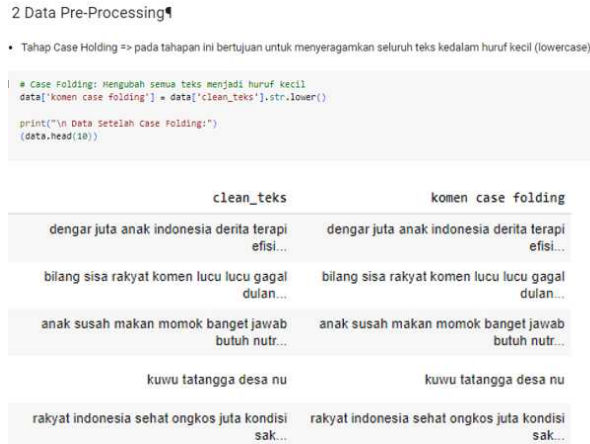 2 Data Pre-Processing¶
• Tahap Case Holding => pada tahapan ini bertujuan untuk menyeragamkan seluruh teks kedalam huruf kecil (lowercase)
# Case Folding: Mengubah semua teks menjadi huruf kecil
data['komen case folding'] = data['clean_teks'].str.lower()
print("\n Data Setelah Case Folding:")
(data.head(10))
clean_teks komen case folding
dengar juta anak indonesia derita terapi dengar juta anak indonesia derita terapi
efisi... efisi...
bilang sisa rakyat komen lucu lucu gagal bilang sisa rakyat komen lucu lucu gagal
dulan... dulan...
anak susah makan momok banget jawab anak susah makan momok banget jawab
butuh nutr... butuh nutr...
kuwu tatangga desa nu kuwu tatangga desa nu
rakyat indonesia sehat ongkos juta kondisi rakyat indonesia sehat ongkos juta kondisi
sak... sak...